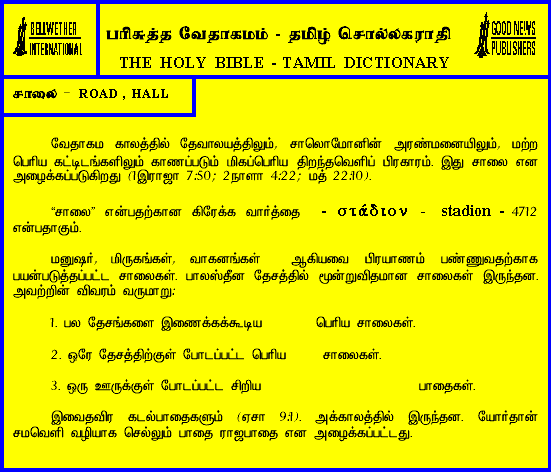 BELLWETHER
INTERNATIONAL
பரிசுத்த வேதாகமம் - தமிழ் சொல்லகராதி
THE HOLY BIBLE - TAMIL DICTIONARY
GOOD NEWS
PUBLISHERS
சாலை - ROAD , HALL
வேதாகம காலத்தில் தேவாலயத்திலும், சாலொமோனின் அரண்மனையிலும், மற்ற
பெரிய கட்டிடங்களிலும் காணப்படும் மிகப்பெரிய திறந்தவெளிப் பிரகாரம். இது சாலை என
அழைக்கப்படுகிறது (1இராஜா 7:50; 2நாளா 4:22; மத் 22:10).
“சாலை” என்பதற்கான கிரேக்க வார்த்தை - στάδιον - stadion - 4712
என்பதாகும்.
மனுஷர், மிருகங்கள், வாகனங்கள் ஆகியவை பிரயாணம் பண்ணுவதற்காக
பயன்படுத்தப்பட்ட சாலைகள். பாலஸ்தீன தேசத்தில் மூன்றுவிதமான சாலைகள் இருந்தன.
அவற்றின் விவரம் வருமாறு:
1. பல தேசங்களை இணைக்கக்கூடிய பெரிய சாலைகள்.
2. ஒரே தேசத்திற்குள் போடப்பட்ட பெரிய சாலைகள்.
3. ஒரு ஊருக்குள் போடப்பட்ட சிறிய பாதைகள்.
இவைதவிர கடல்பாதைகளும் (ஏசா 9:1). அக்காலத்தில் இருந்தன. யோர்தான்
சமவெளி வழியாக செல்லும் பாதை ராஜபாதை என அழைக்கப்பட்டது.